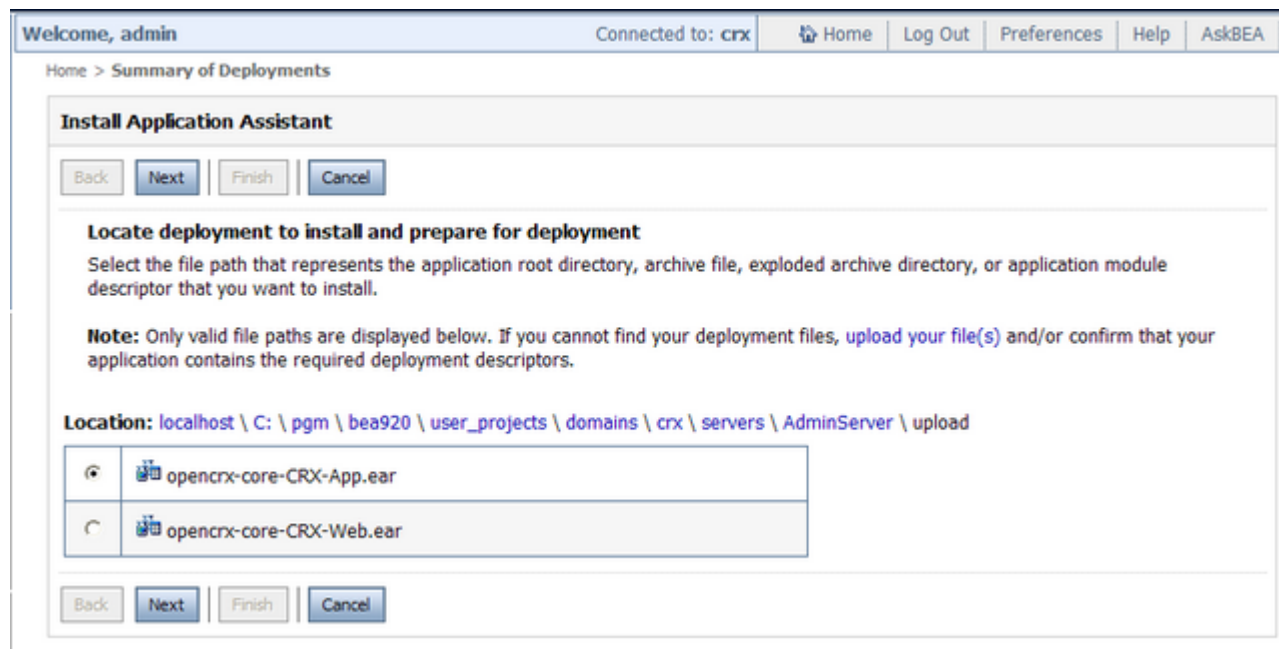 Welcome, admin Connected to: crx Home Log Out Preferences Help AskBEA
Home > Summary of Deployments
Install Application Assistant
Back Next Finish Cancel
Locate deployment to install and prepare for deployment
Select the file path that represents the application root directory, archive file, exploded archive directory, or application module
descriptor that you want to install.
Note: Only valid file paths are displayed below. If you cannot find your deployment files, upload your file(s) and/or confirm that your
application contains the required deployment descriptors.
Location: localhost \ C: \ pgm \ bea920 \ user_projects \ domains \ crx \ servers \ AdminServer \ upload
opencrx-core-CRX-App.ear
opencrx-core-CRX-Web.ear
Back Next Finish Cancel